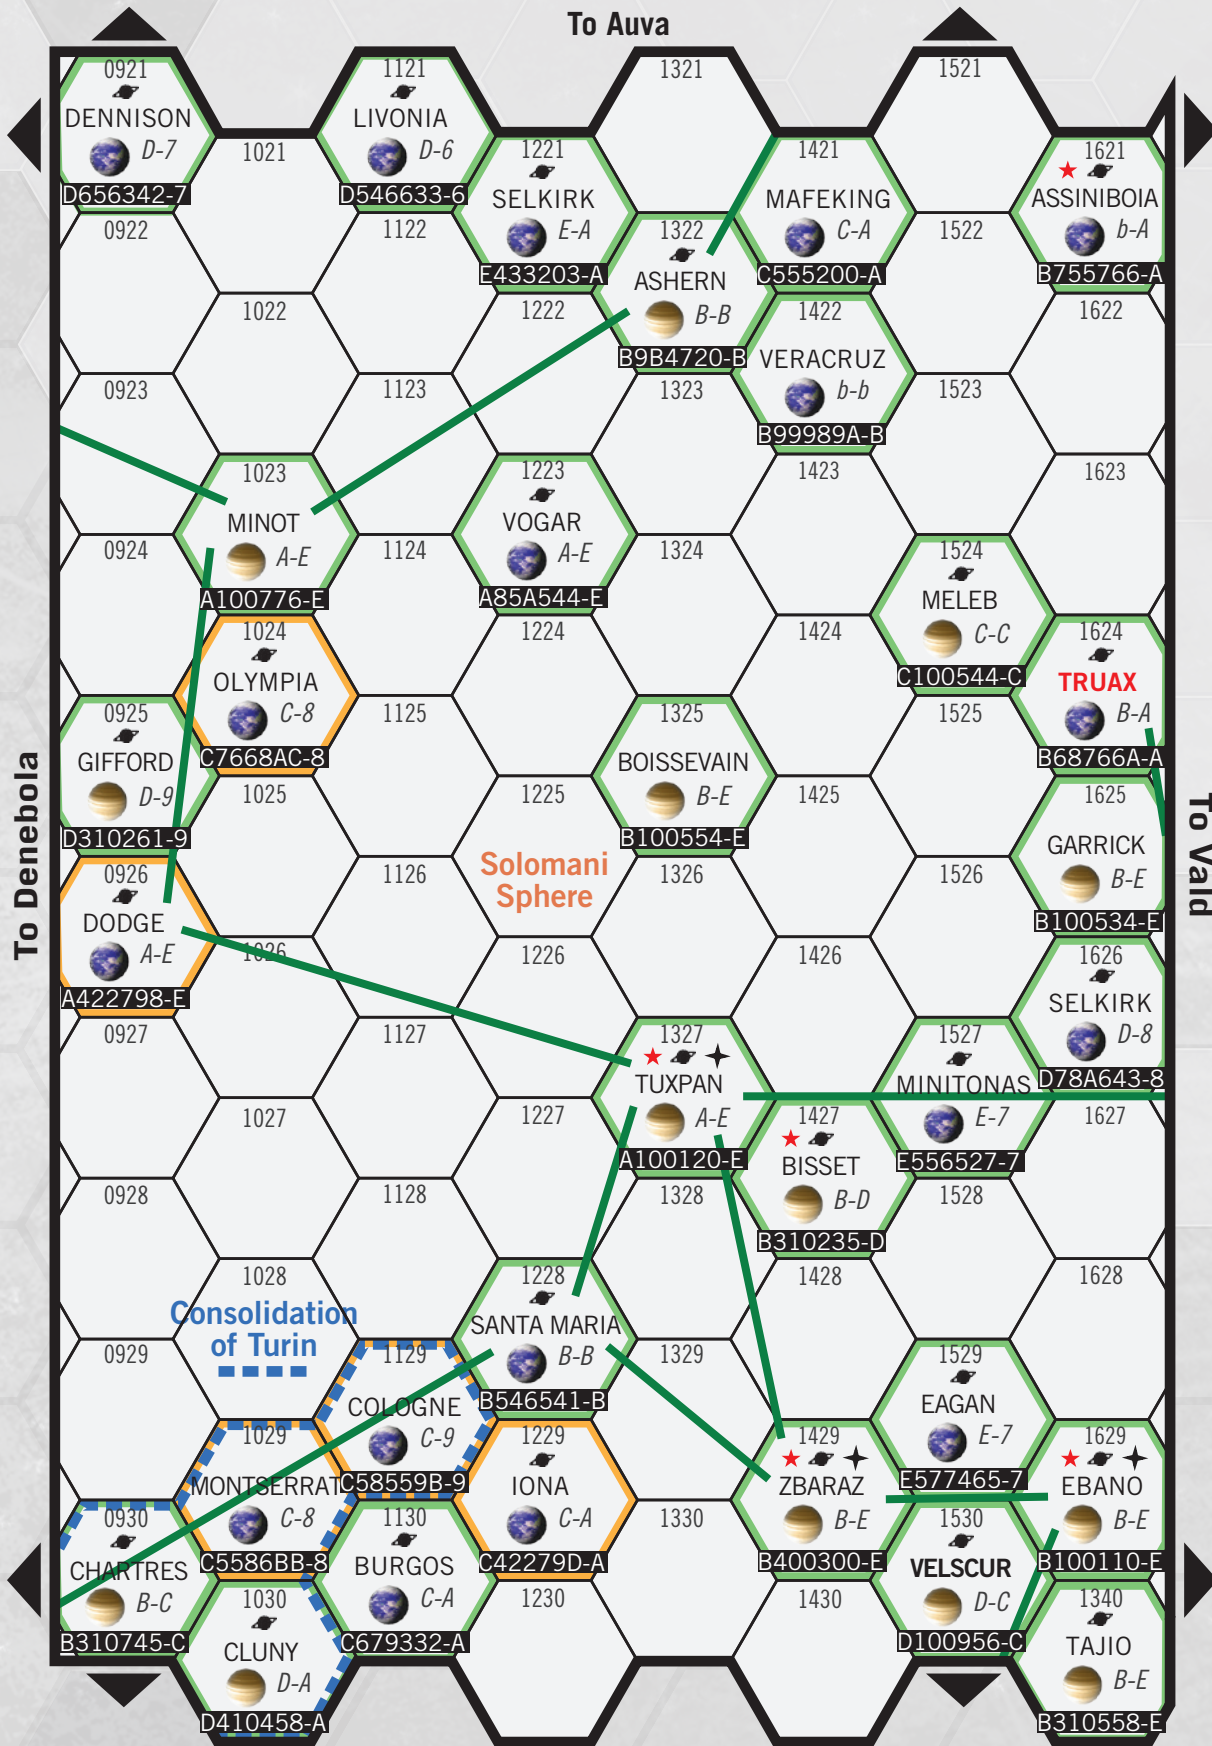 To Auva
0921
DENNISON
D-7
D656342-7
1121
LIVONIA
D-6
D546633-6
1321
1521
1021
1221
SELKIRK
E-A
E433203-A
1421
MAFEKING
C-A
C555200-A
1621
ASSINIBOIA
b-A
B755766-A
0922
1122
1322
ASHERN
B-B
B9B4720-B
1522
1022
1222
1422
VERACRUZ
b-b
B99989A-B
1622
0923
1123
1323
1523
1023
MINOT
A-E
A100776-E
1223
VOGAR
A-E
A85A544-E
1423
1623
0924
1124
1324
1524
MELEB
C-C
C100544-C
1024
OLYMPIA
C-8
C7668AC-8
1224
1424
1624
TRUAX
B-A
B68766A-A
0925
GIFFORD
D-9
D310261-9
1125
1325
BOISSEVAIN
B-E
B100554-E
1525
1025
1225
1425
1625
GARRICK
B-E
B100534-E
To Denebola
To Vald
Solomani
Sphere
0926
DODGE
A-E
A422798-E
1126
1326
1526
1026
1226
1426
1626
SELKIRK
D-8
D78A643-8
0927
1127
1327
TUXPAN
A-E
A100120-E
1527
MINITONAS
E-7
E556527-7
1027
1227
1427
BISSET
B-D
B310235-D
1627
0928
1128
1328
1528
1028
1228
SANTA MARIA
B-B
B546541-B
1428
1628
Consolidation
of Turin
0929
1129
COLOGNE
C-9
C58559B-9
1329
1529
EAGAN
E-7
E577465-7
1029
MONTSERRAT
C-8
C5586BB-8
1229
IONA
C-A
C42279D-A
1429
ZBARAZ
B-E
B400300-E
1629
EBANO
B-E
B100110-E
0930
CHARTRES
B-C
B310745-C
1130
BURGOS
C-A
C679332-A
1330
1530
VELSCUR
D-C
D100956-C
1030
CLUNY
D-A
D410458-A
1230
1430
1340
TAJIO
B-E
B310558-E